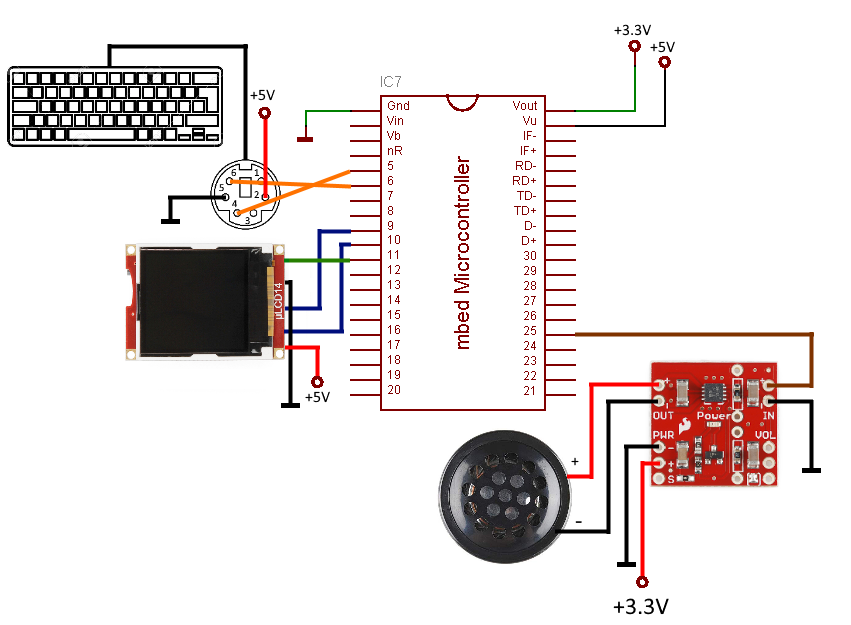 +3.3V
+5V
IC7
+5V
Gnd
Vin
Vb
nR
5
6
7
8
9
10
11
12
13
14
15
16
17
18
19
20
mbed Microcontroller
Vout
Vu
IF-
IF+
RD-
RD+
TD-
TD+
D-
D+
30
29
28
27
26
25
24
23
22
21
6
1
5
2
4
3
µLCD14
+5V
+
-
+
-
OUT
Power
+
-
IN
PWR
VOL
-
+
S
+3.3V